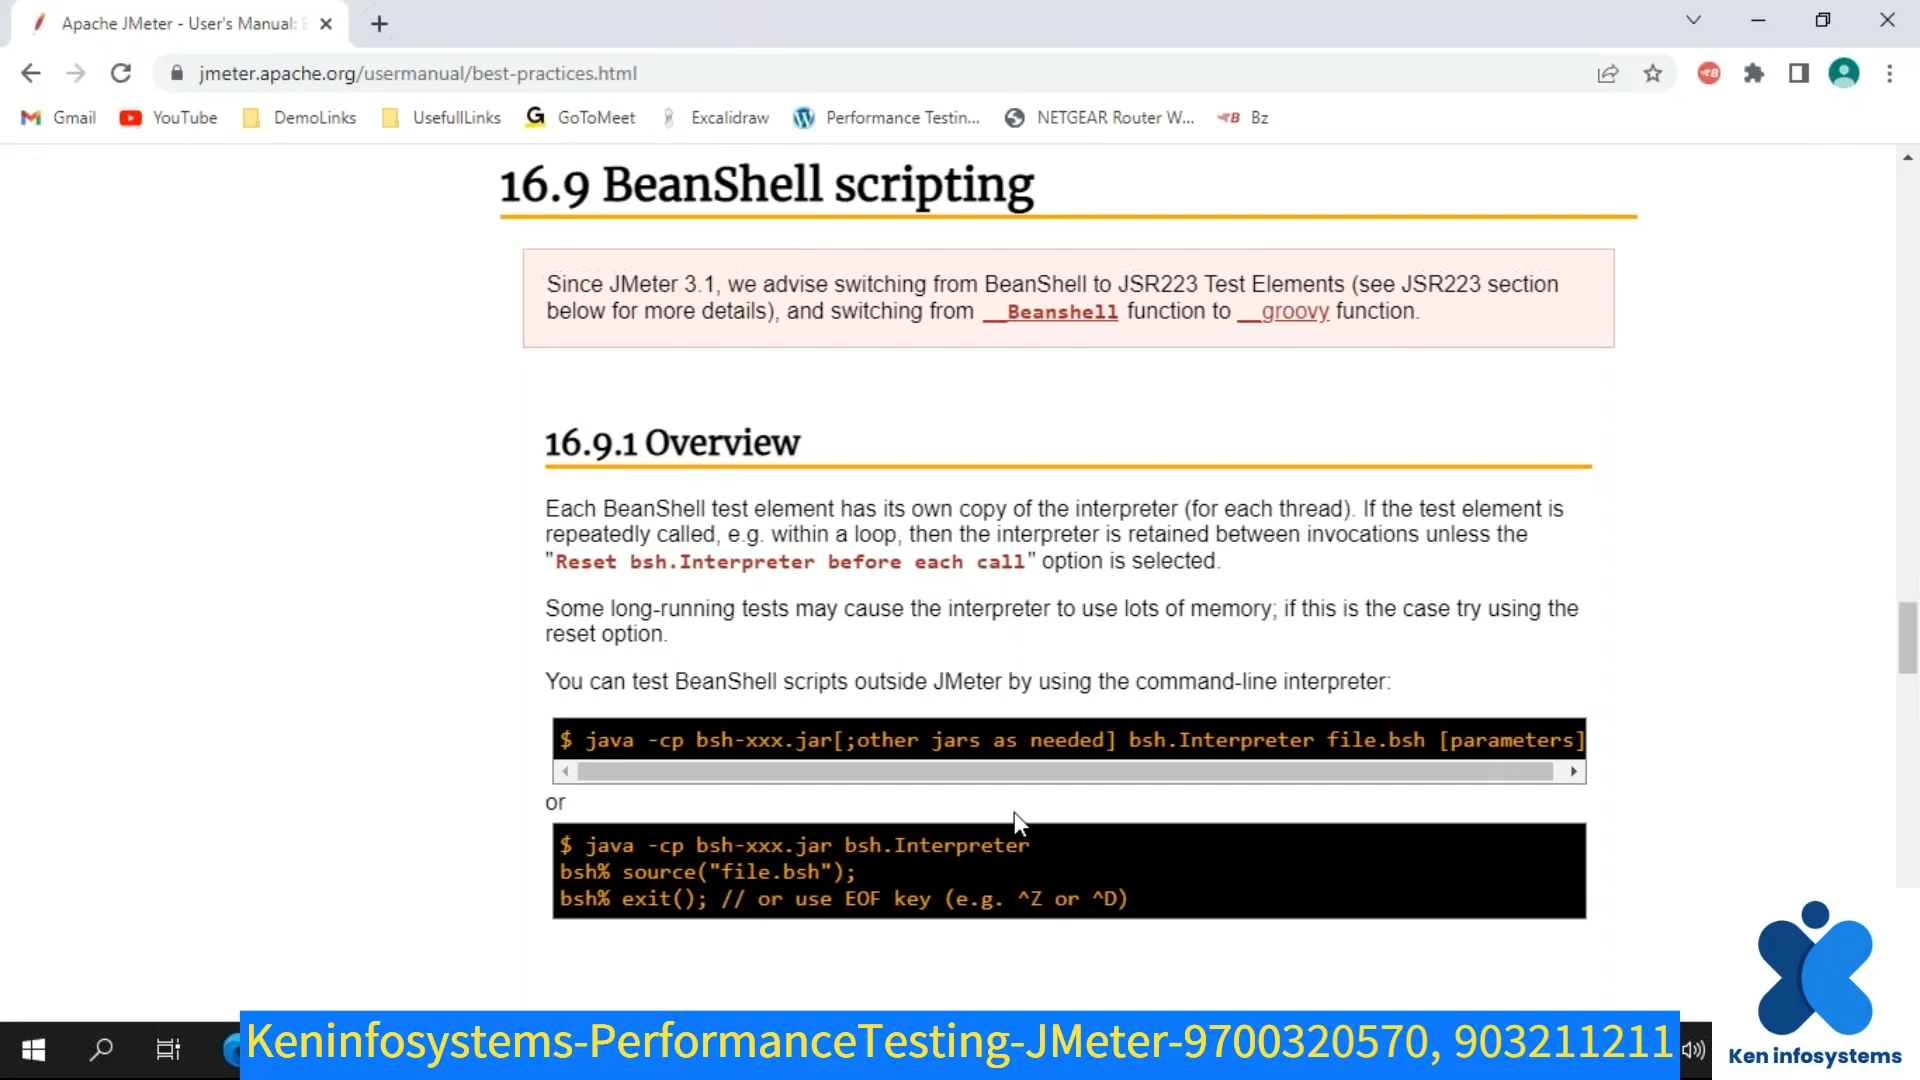 Apache JMeter - User's Manual:
jmeter.apache.org/usermanual/best-practices.html
Gmail YouTube DemoLinks UsefullLinks GoToMeet Excalidraw Performance Testin... NETGEAR Router W... Bz
16.9 BeanShell scripting
Since JMeter 3.1, we advise switching from BeanShell to JSR223 Test Elements (see JSR223 section
below for more details), and switching from __Beanshell function to __groovy function.
16.9.1 Overview
Each BeanShell test element has its own copy of the interpreter (for each thread). If the test element is
repeatedly called, e.g. within a loop, then the interpreter is retained between invocations unless the
"Reset bsh.Interpreter before each call" option is selected.
Some long-running tests may cause the interpreter to use lots of memory; if this is the case try using the
reset option.
You can test BeanShell scripts outside JMeter by using the command-line interpreter:
$ java -cp bsh-xxx.jar[;other jars as needed] bsh.Interpreter file.bsh [parameters]
or
$ java -cp bsh-xxx.jar bsh.Interpreter
bsh% source("file.bsh");
bsh% exit(); // or use EOF key (e.g. ^Z or ^D)
Keninfosystems-PerformanceTesting-JMeter-9700320570, 903211211
Ken infosystems